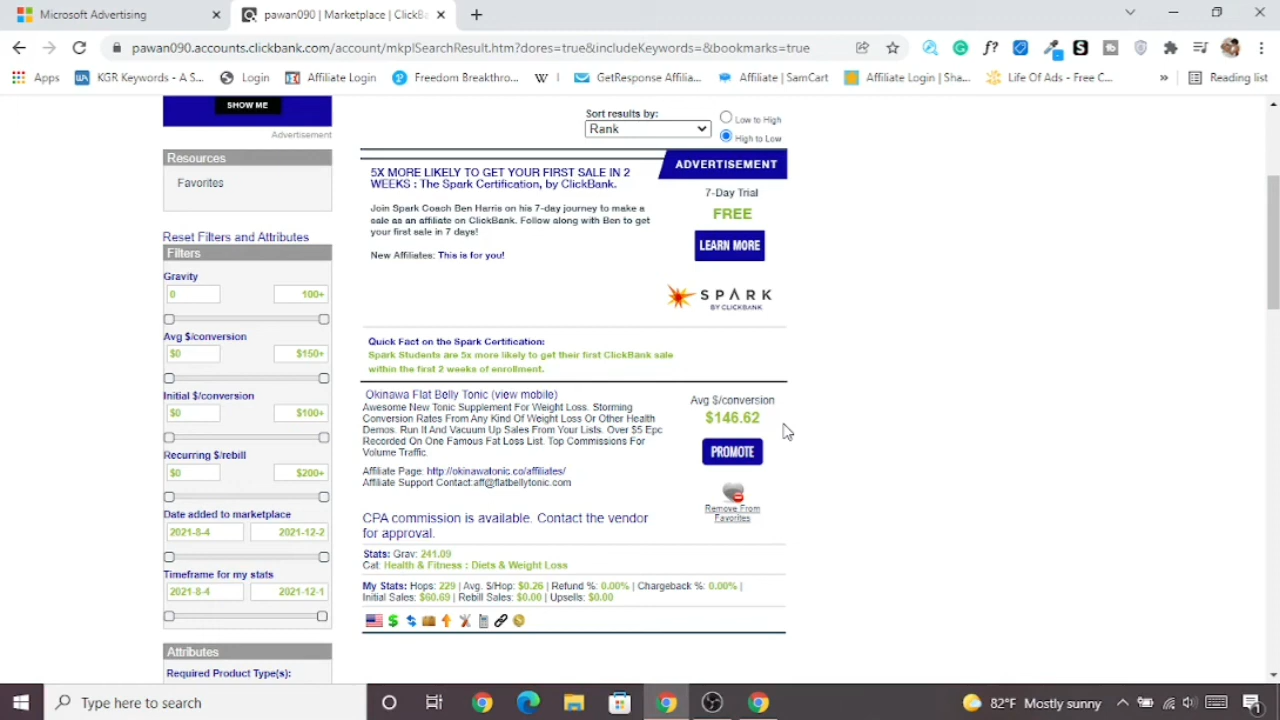 Microsoft Advertising
pawan090 | Marketplace | ClickBa
pawan090.accounts.clickbank.com/account/mkplSearchResult.htm?dores=true&includeKeywords=&bookmarks=true
Apps
KGR Keywords - A S...
Login
Affiliate Login
Freedom Breakthro...
GetResponse Affilia...
Affiliate | SamCart
Affiliate Login | Sha...
Life Of Ads - Free C...
»
Reading list
SHOW ME
Advertisement
Resources
Favorites
Reset Filters and Attributes
Filters
Gravity
0 100+
Avg $/conversion
$0 $150+
Initial $/conversion
$0 $100+
Recurring $/rebill
$0 $200+
Date added to marketplace
2021-8-4 2021-12-2
Timeframe for my stats
2021-8-4 2021-12-1
Attributes
Required Product Type(s):
Sort results by:
Rank
Low to High
High to Low
ADVERTISEMENT
5X MORE LIKELY TO GET YOUR FIRST SALE IN 2
WEEKS : The Spark Certification, by ClickBank.
Join Spark Coach Ben Harris on his 7-day journey to make a
sale as an affiliate on ClickBank. Follow along with Ben to get
your first sale in 7 days!
New Affiliates: This is for you!
7-Day Trial
FREE
LEARN MORE
SPARK
BY CLICKBANK
Quick Fact on the Spark Certification:
Spark Students are 5x more likely to get their first ClickBank sale
within the first 2 weeks of enrollment.
Okinawa Flat Belly Tonic (view mobile)
Awesome New Tonic Supplement For Weight Loss. Storming
Conversion Rates From Any Kind Of Weight Loss Or Other Health
Demos. Run It And Vacuum Up Sales From Your Lists. Over $5 Epc
Recorded On One Famous Fat Loss List. Top Commissions For
Volume Traffic.
Affiliate Page: http://okinawatonic.co/affiliates/
Affiliate Support Contact:aff@flatbellytonic.com
Avg $/conversion
$146.62
PROMOTE
Remove From
Favorites
CPA commission is available. Contact the vendor
for approval.
Stats: Grav: 241.09
Cat: Health & Fitness : Diets & Weight Loss
My Stats: Hops: 229 | Avg. $/Hop: $0.26 | Refund %: 0.00% | Chargeback %: 0.00% |
Initial Sales: $60.69 | Rebill Sales: $0.00 | Upsells: $0.00
Type here to search
82°F Mostly sunny